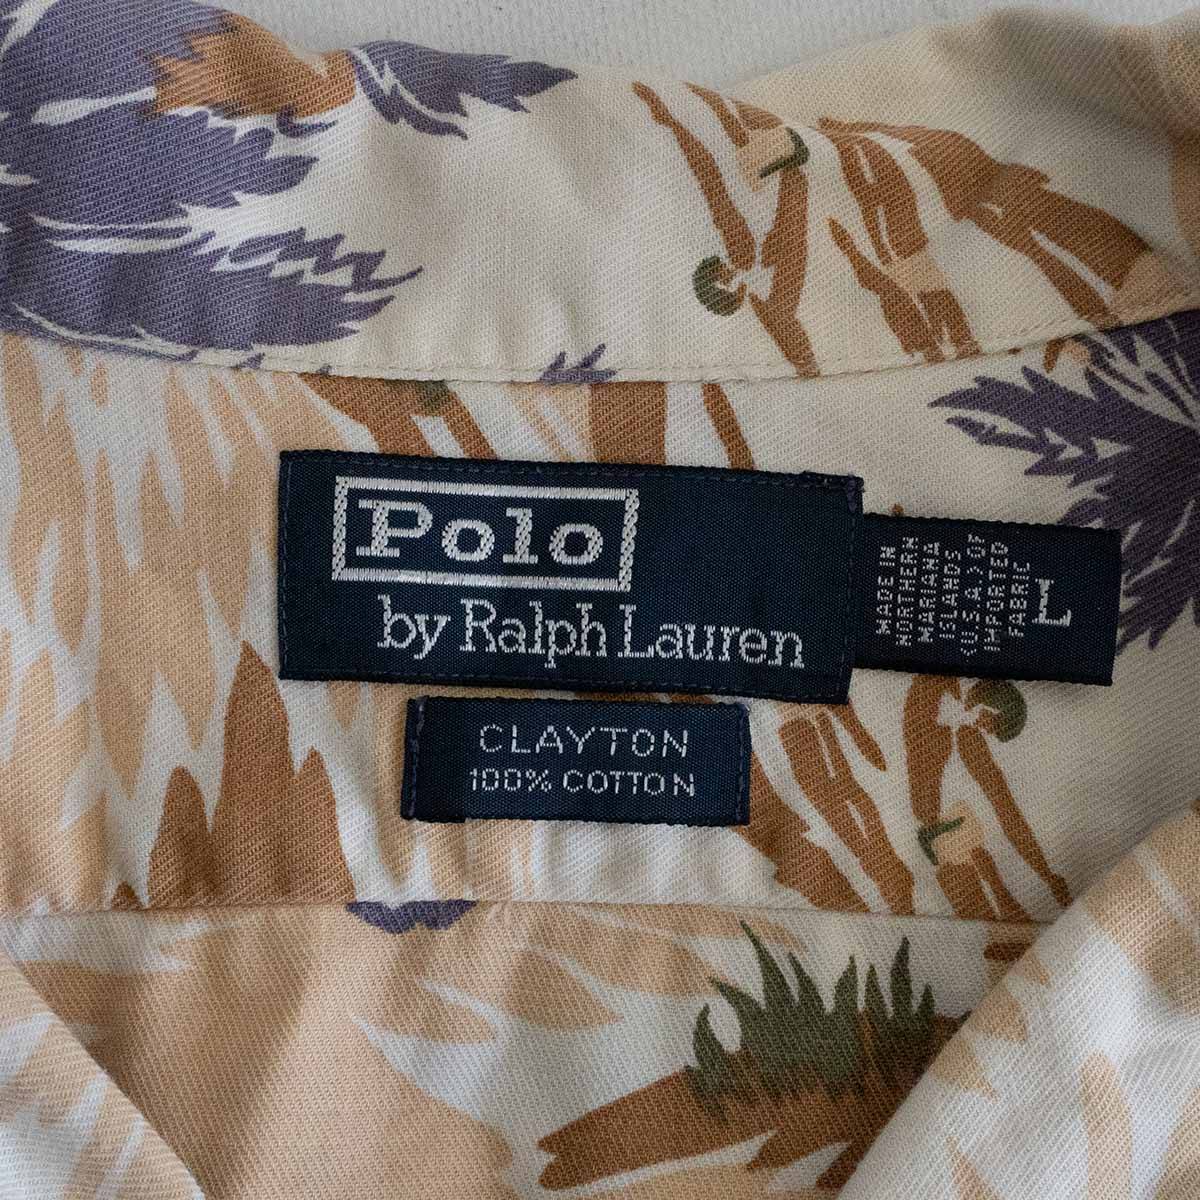 Polo
by Ralph Lauren
MADE IN
NORTHERN
MARIANA
ISLANDS
(U.S.A.) OF
IMPORTED
FABRIC
L
CLAYTON
100% COTTON